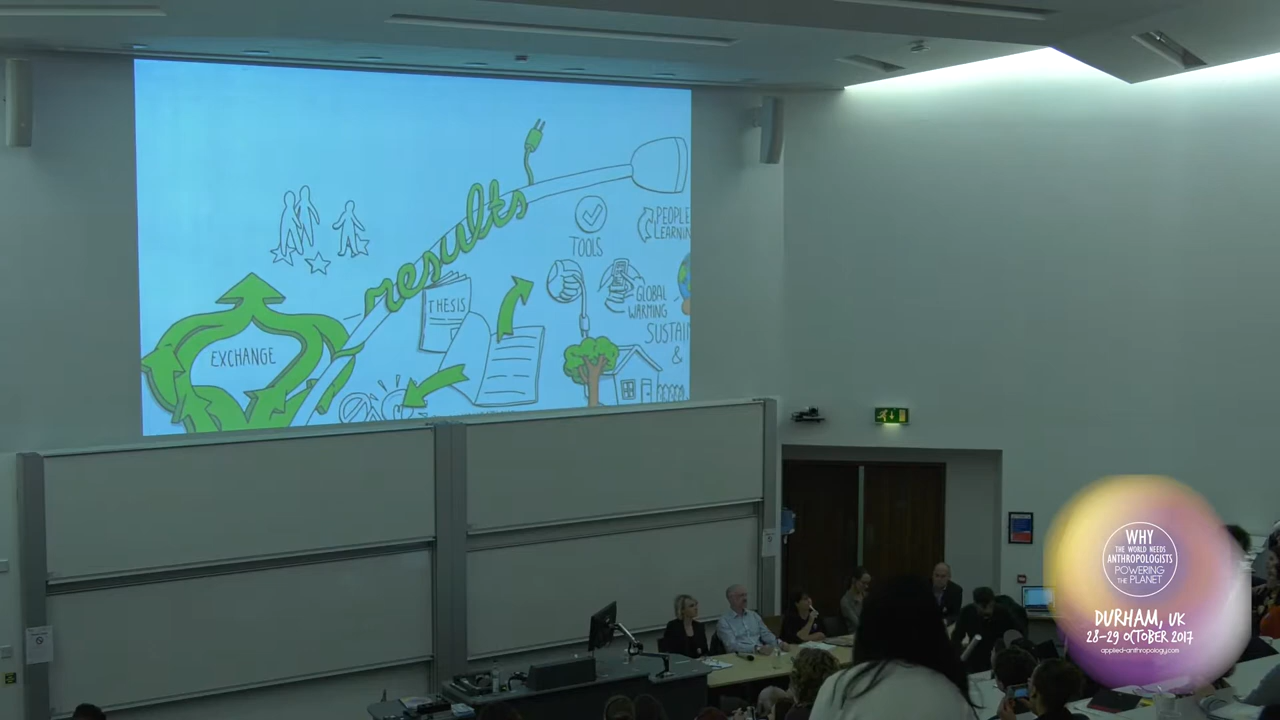 results
TOOLS
PEOPLE
LEARNIN
THESIS
GLOBAL
WARMING
SUSTAI
&
EXCHANGE
WHY
THE WORLD NEEDS
ANTHROPOLOGISTS
POWERING
THE PLANET
DURHAM, UK
28-29 OCTOBER 2017
applied-anthropology.com